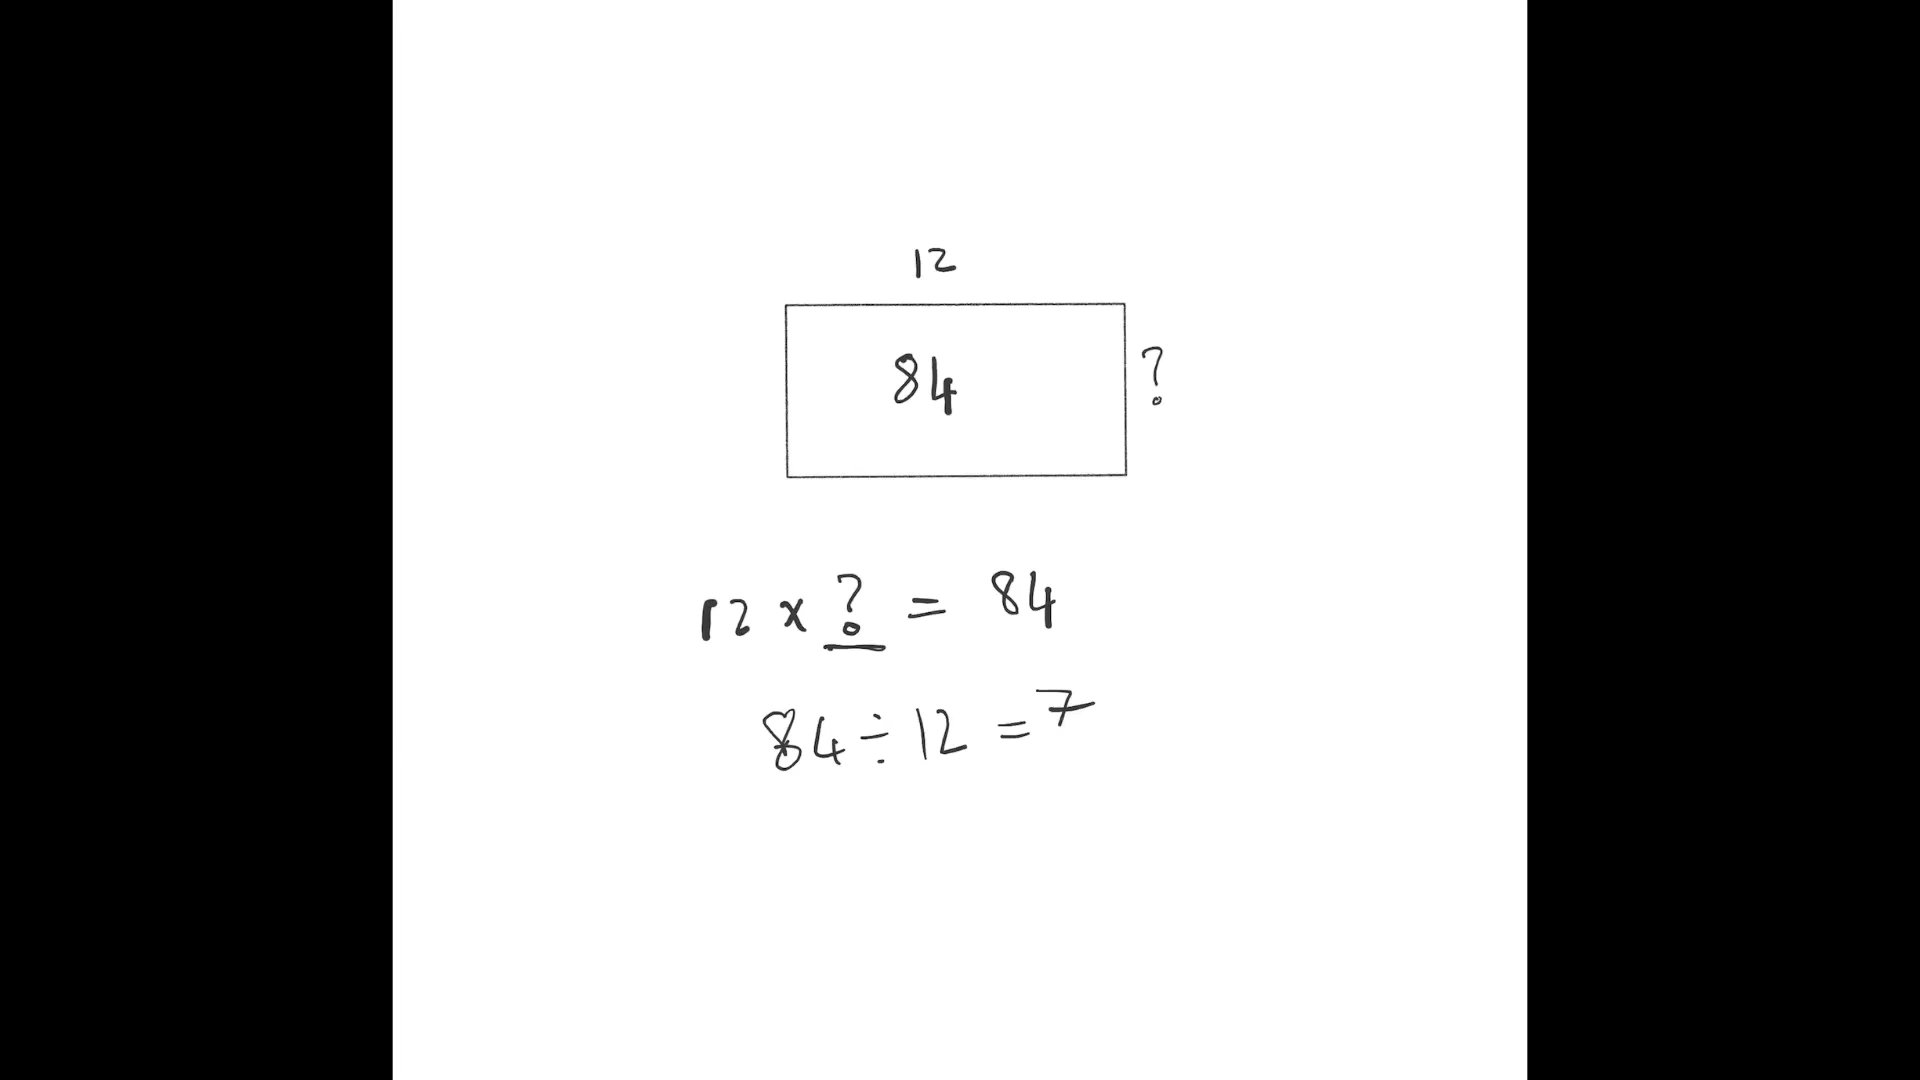 12
84 ?
12 × ? = 84
84 ÷ 12 = 7